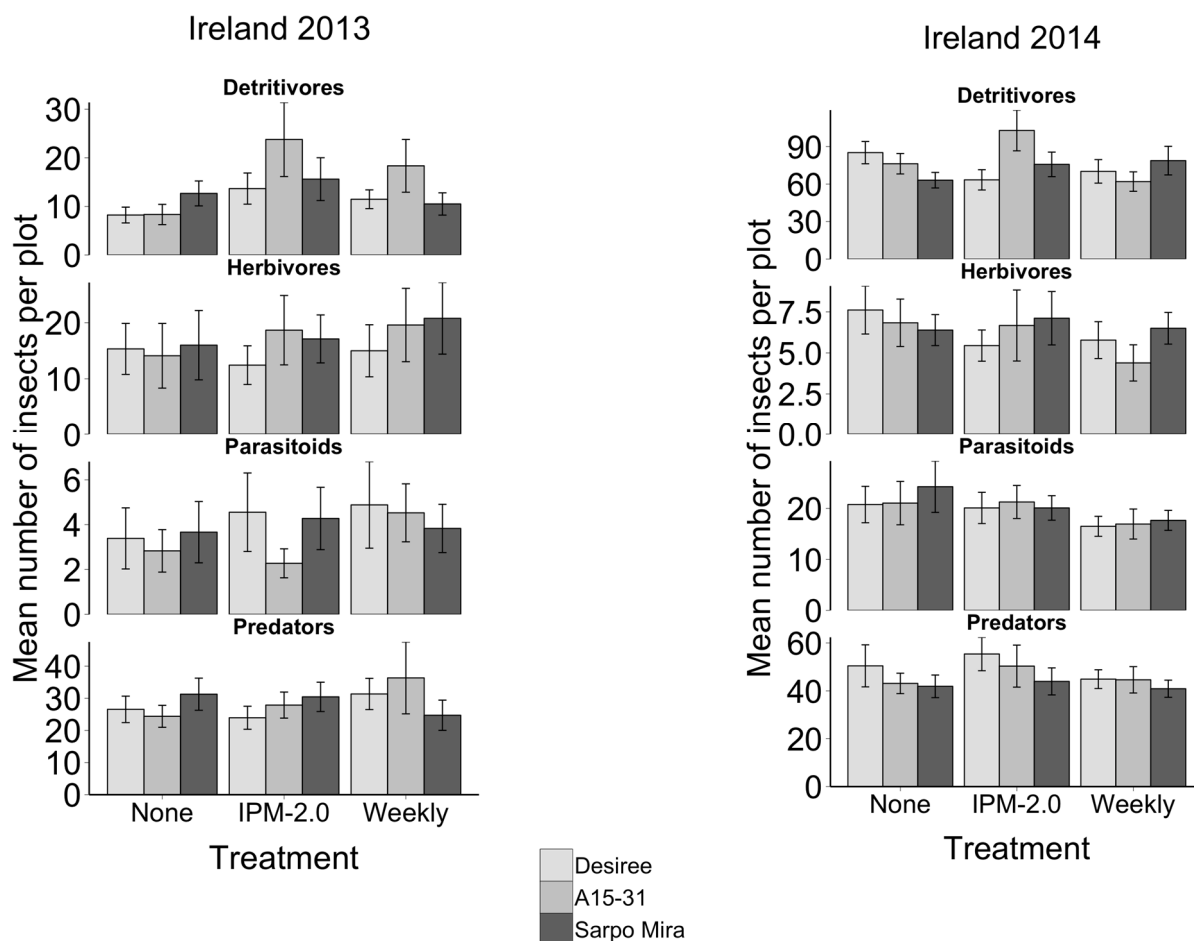 Ireland 2013
Mean number of insects per plot
Detritivores
30
20
10
0
Herbivores
20
10
0
Parasitoids
6
4
2
0
Predators
40
30
20
10
0
None IPM-2.0 Weekly
Treatment
Ireland 2014
Mean number of insects per plot
Detritivores
90
60
30
0
Herbivores
7.5
5.0
2.5
0.0
Parasitoids
20
10
0
Predators
60
40
20
0
None IPM-2.0 Weekly
Treatment
Desiree
A15-31
Sarpo Mira